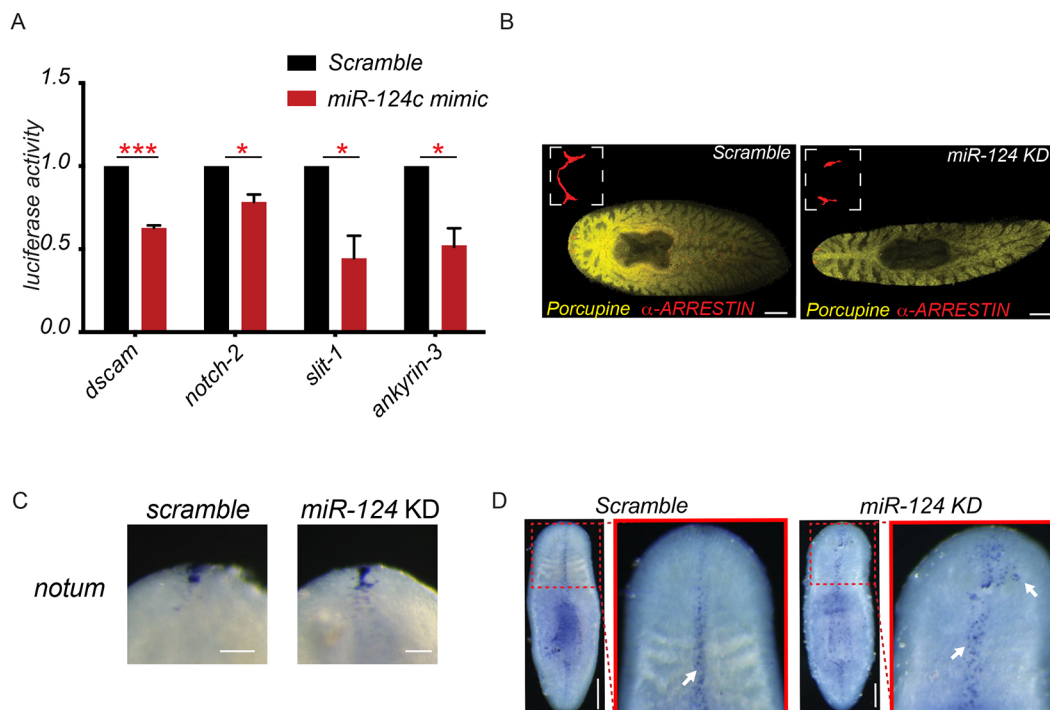 A
Scramble
miR-124c mimic
luciferase activity
1.5
1.0
0.5
0.0
***
*
*
*
dscam
notch-2
slit-1
ankyrin-3
B
Scramble
Porcupine α-ARRESTIN
miR-124 KD
Porcupine α-ARRESTIN
C
scramble
miR-124 KD
notum
D
Scramble
miR-124 KD